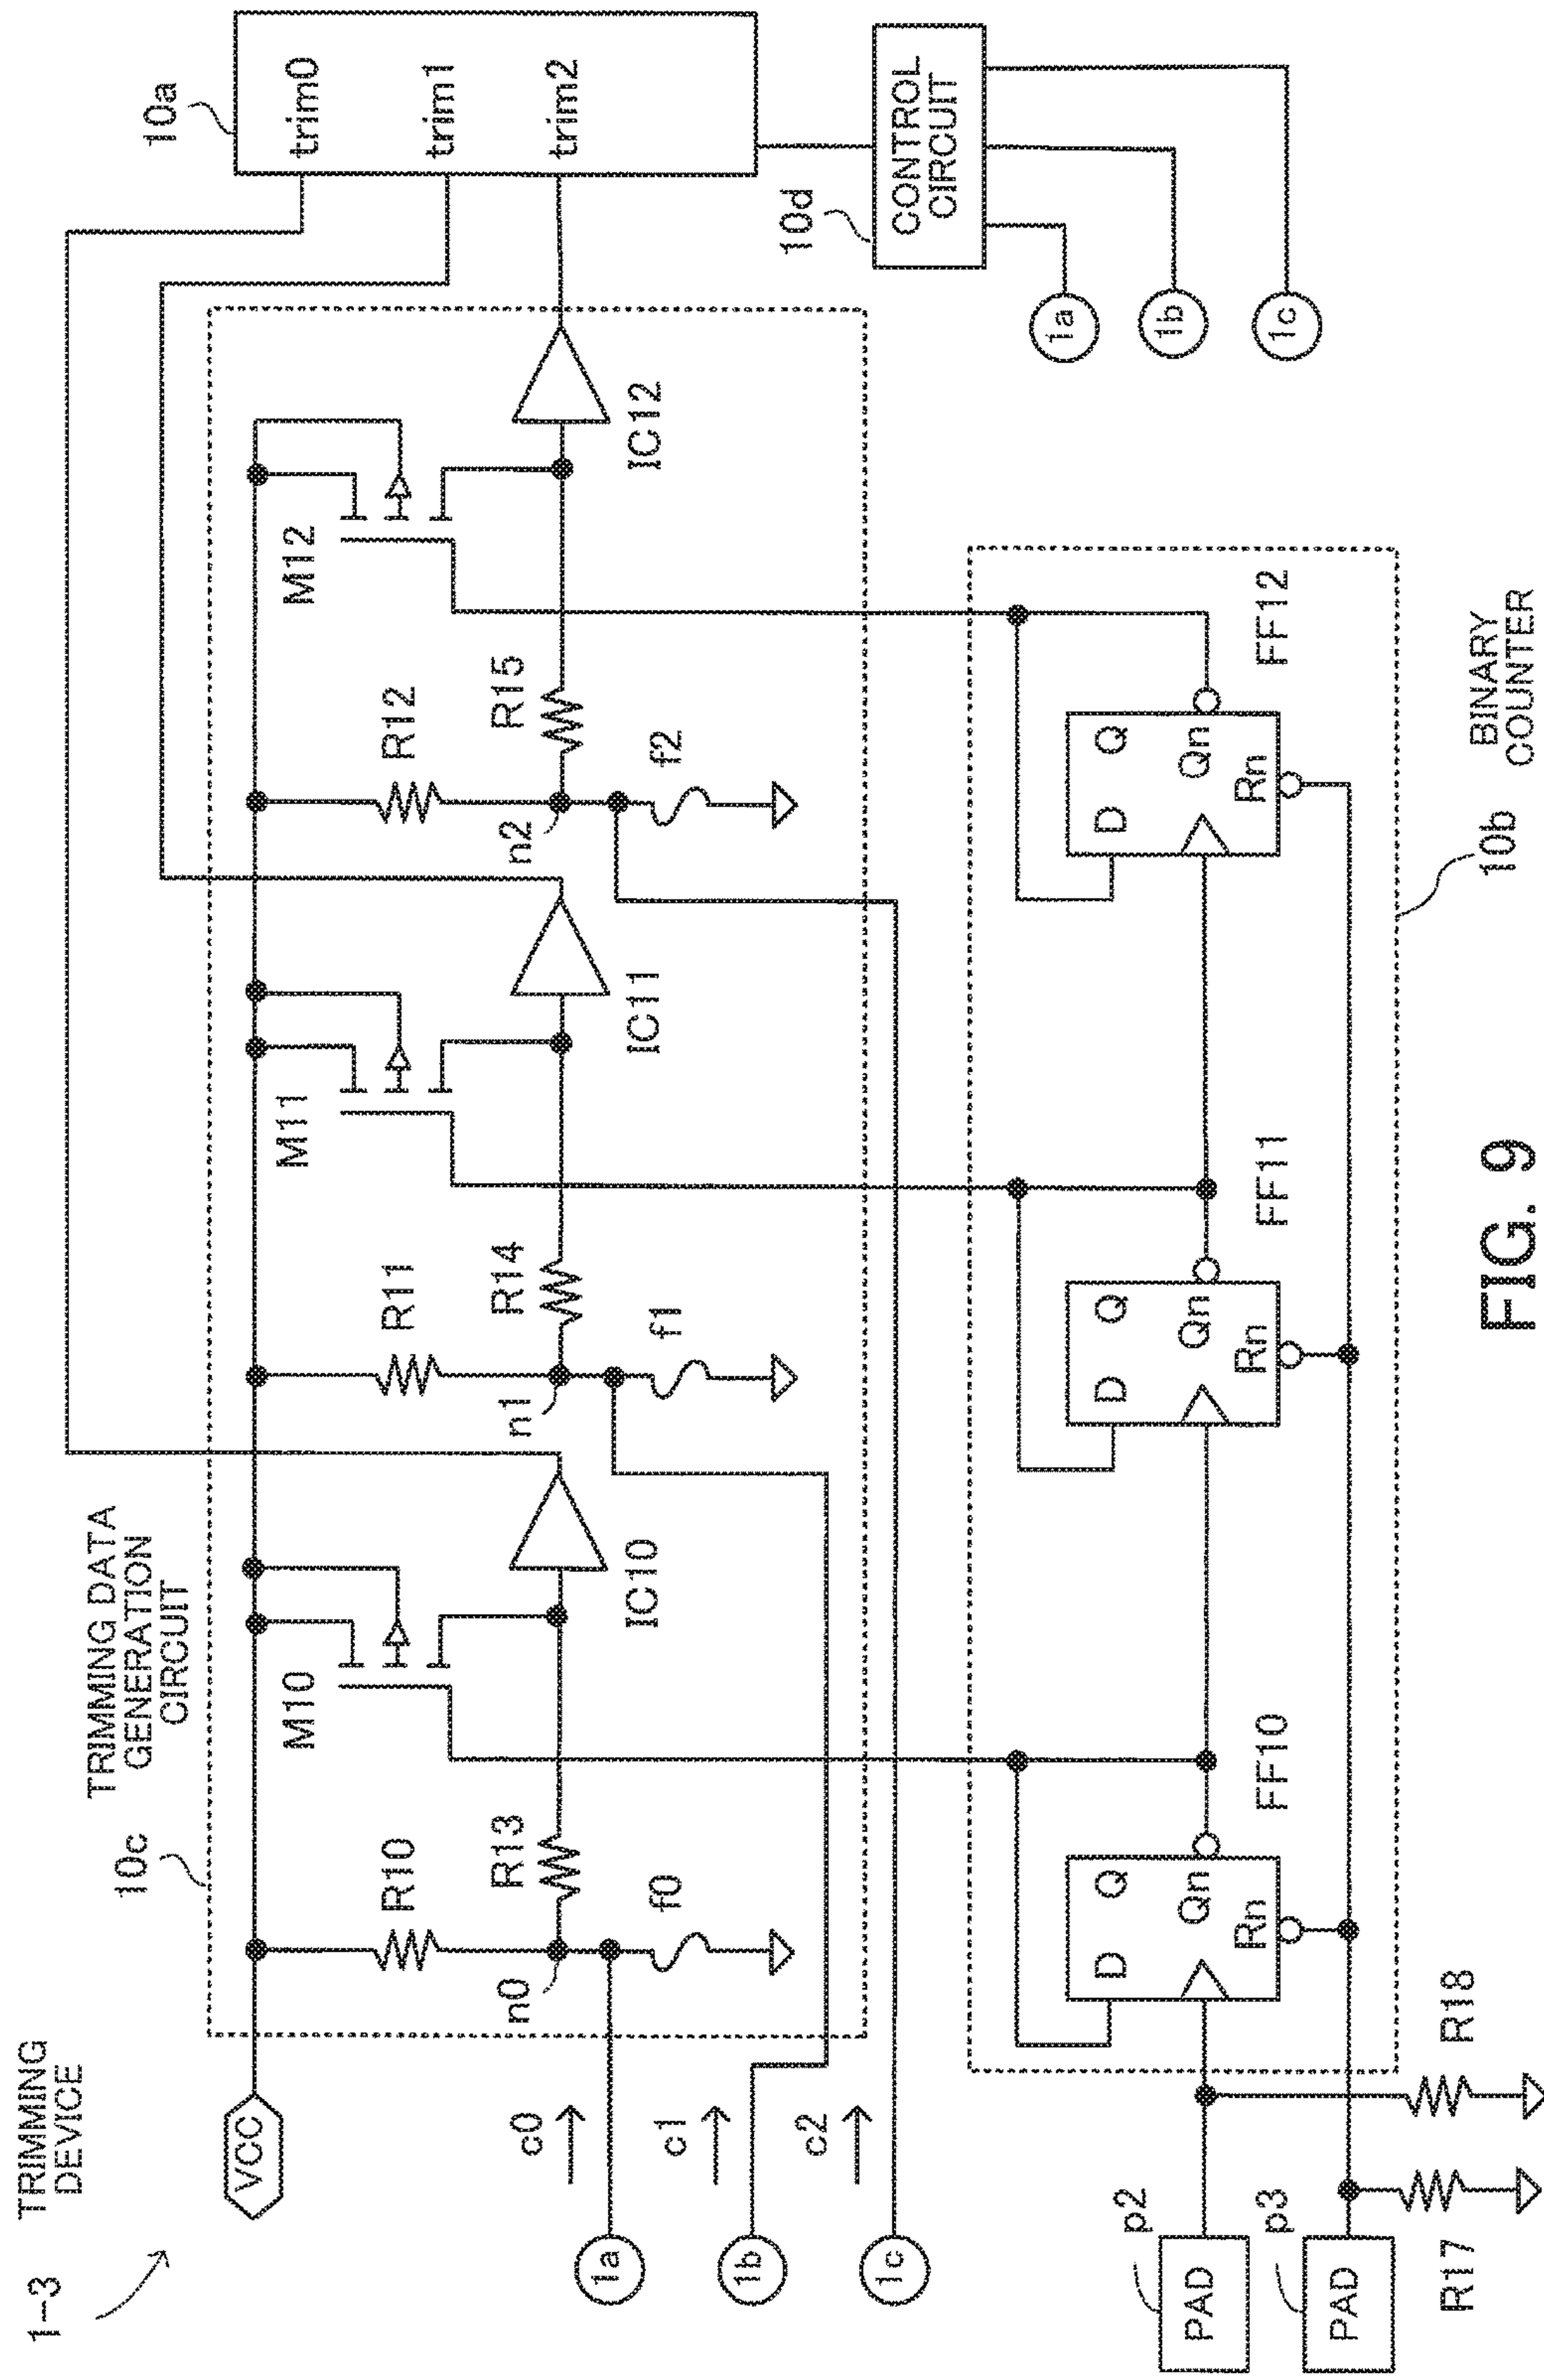 1-3
TRIMMING
DEVICE
10c
TRIMMING DATA
GENERATION
CIRCUIT
10a
trim0
trim1
trim2
VCC
R10
M10
R11
M11
R12
M12
n0
R13
n1
R14
n2
R15
f0
IC10
f1
IC11
f2
IC12
c0
c1
c2
1a
1b
1c
10d
CONTROL
CIRCUIT
1a
1b
1c
D
Q
Qn
Rn
FF10
D
Q
Qn
Rn
FF11
D
Q
Qn
Rn
FF12
p2
PAD
p3
PAD
R17
R18
10b
BINARY
COUNTER
FIG. 9